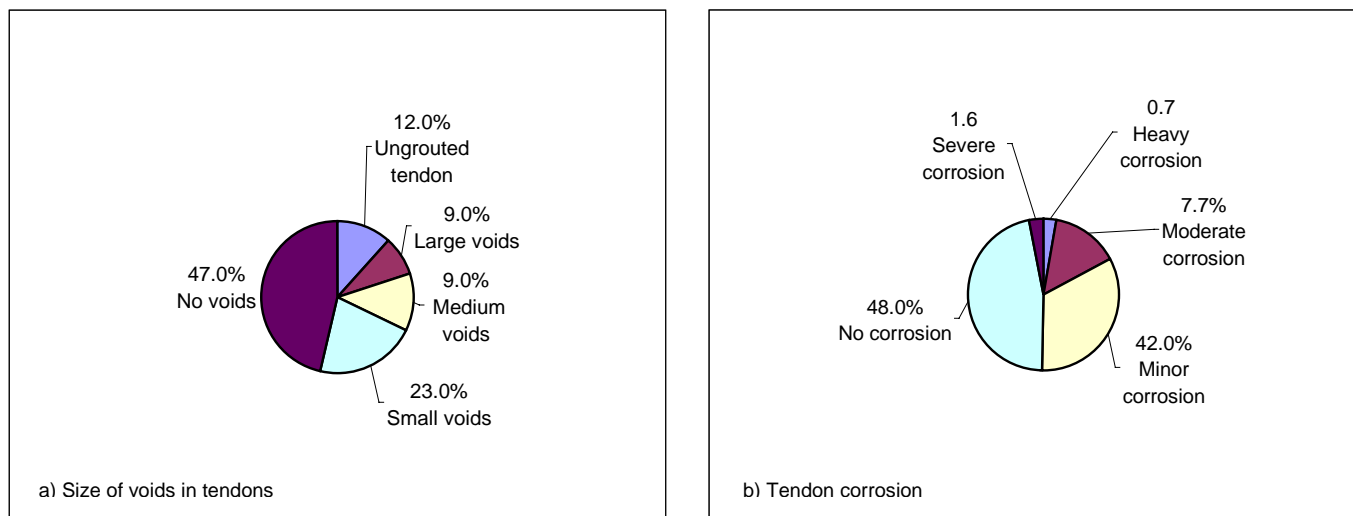 12.0%
Ungrouted
tendon
9.0%
Large voids
9.0%
Medium
voids
23.0%
Small voids
47.0%
No voids
a) Size of voids in tendons
0.7
Heavy
corrosion
7.7%
Moderate
corrosion
42.0%
Minor
corrosion
48.0%
No corrosion
1.6
Severe
corrosion
b) Tendon corrosion